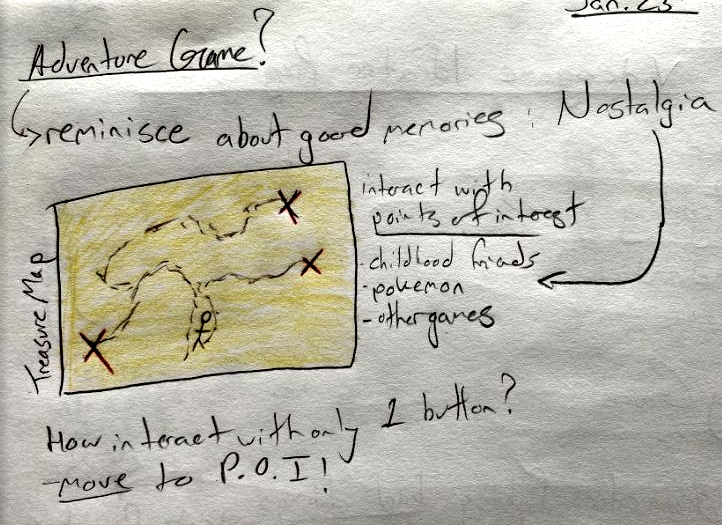 Jan. 23
Adventure Game?
↳reminisce about good memories : Nostalgia
Treasure Map
interact with
points of interest
- childhood friends
- pokemon
- other games
How interact with only 1 button?
- move to P.O.I!